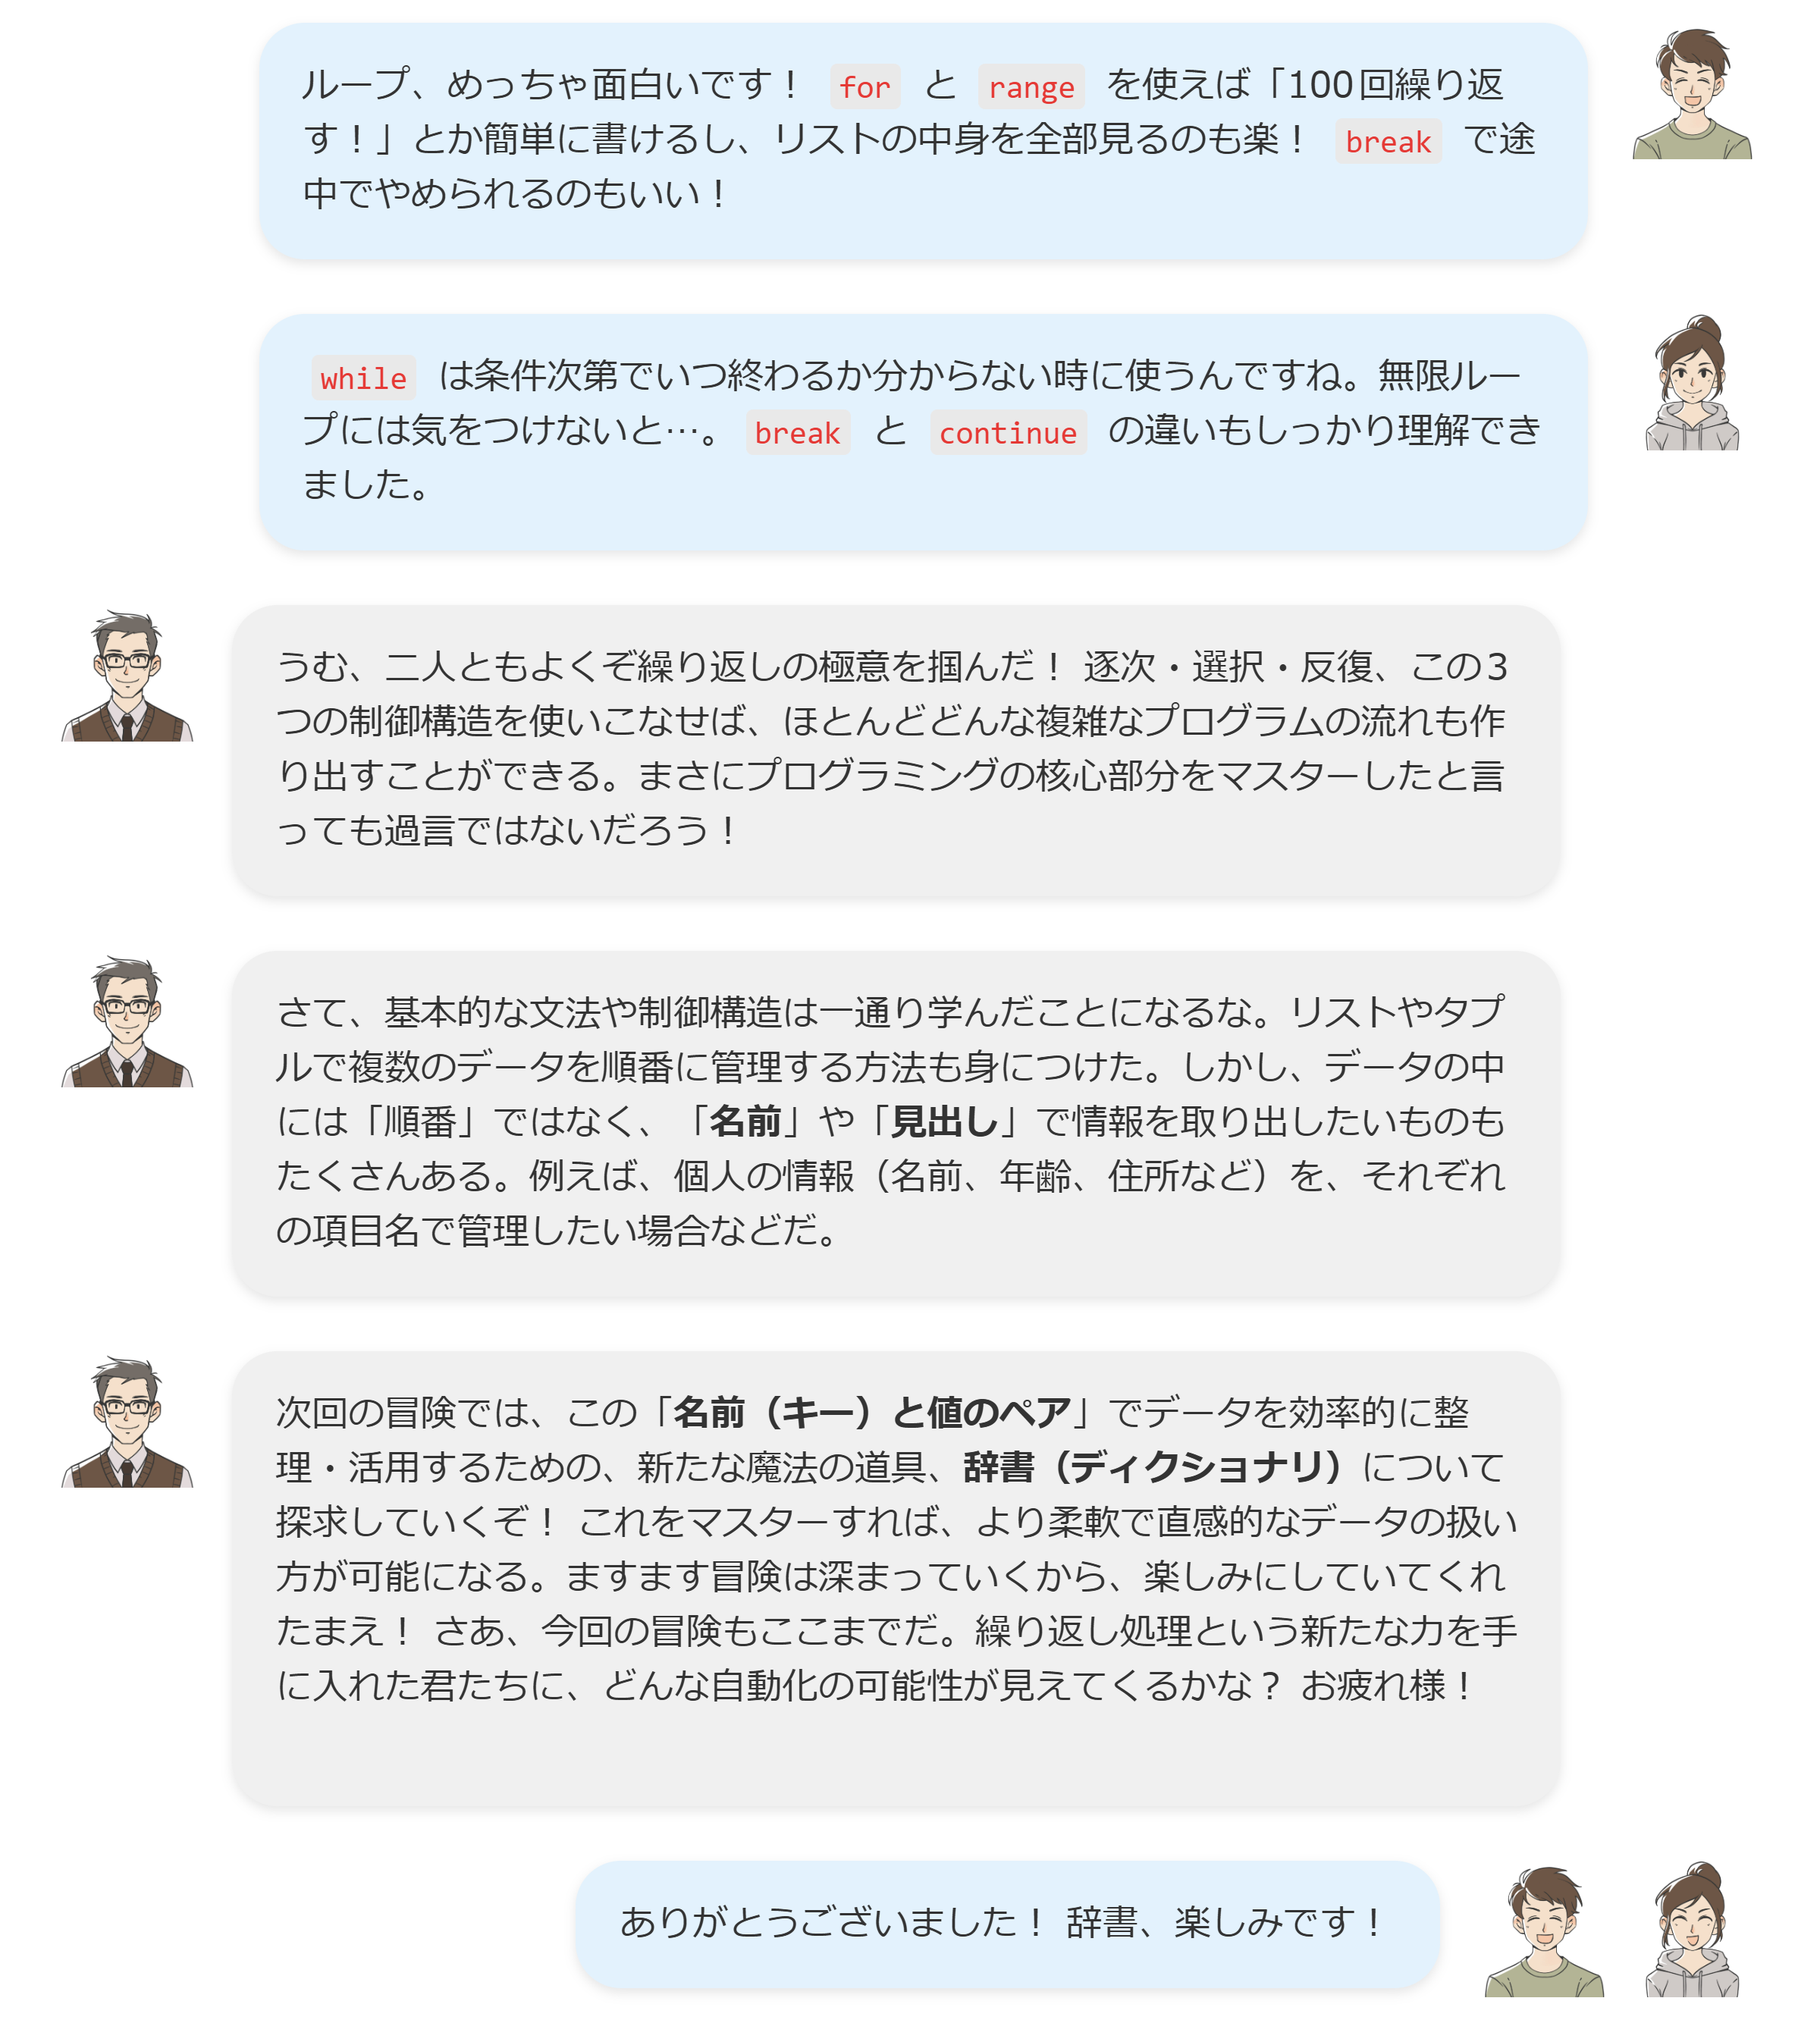 ループ、めっちゃ面白いです！ for と range を使えば「100回繰り返
す！」とか簡単に書けるし、リストの中身を全部見るのも楽！ break で途
中でやめられるのもいい！
while は条件次第でいつ終わるか分からない時に使うんですね。無限ルー
プには気をつけないと…。 break と continue の違いもしっかり理解でき
ました。
うむ、二人ともよくぞ繰り返しの極意を掴んだ！ 逐次・選択・反復、この3
つの制御構造を使いこなせば、ほとんどどんな複雑なプログラムの流れも作
り出すことができる。まさにプログラミングの核心部分をマスターしたと言
っても過言ではないだろう！
さて、基本的な文法や制御構造は一通り学んだことになるな。リストやタプ
ルで複数のデータを順番に管理する方法も身につけた。しかし、データの中
には「順番」ではなく、「名前」や「見出し」で情報を取り出したいものも
たくさんある。例えば、個人の情報（名前、年齢、住所など）を、それぞれ
の項目名で管理したい場合などだ。
次回の冒険では、この「名前（キー）と値のペア」でデータを効率的に整
理・活用するための、新たな魔法の道具、辞書（ディクショナリ）について
探求していくぞ！ これをマスターすれば、より柔軟で直感的なデータの扱い
方が可能になる。ますます冒険は深まっていくから、楽しみにしていてくれ
たまえ！ さあ、今回の冒険もここまでだ。繰り返し処理という新たな力を手
に入れた君たちに、どんな自動化の可能性が見えてくるかな？ お疲れ様！
ありがとうございました！ 辞書、楽しみです！